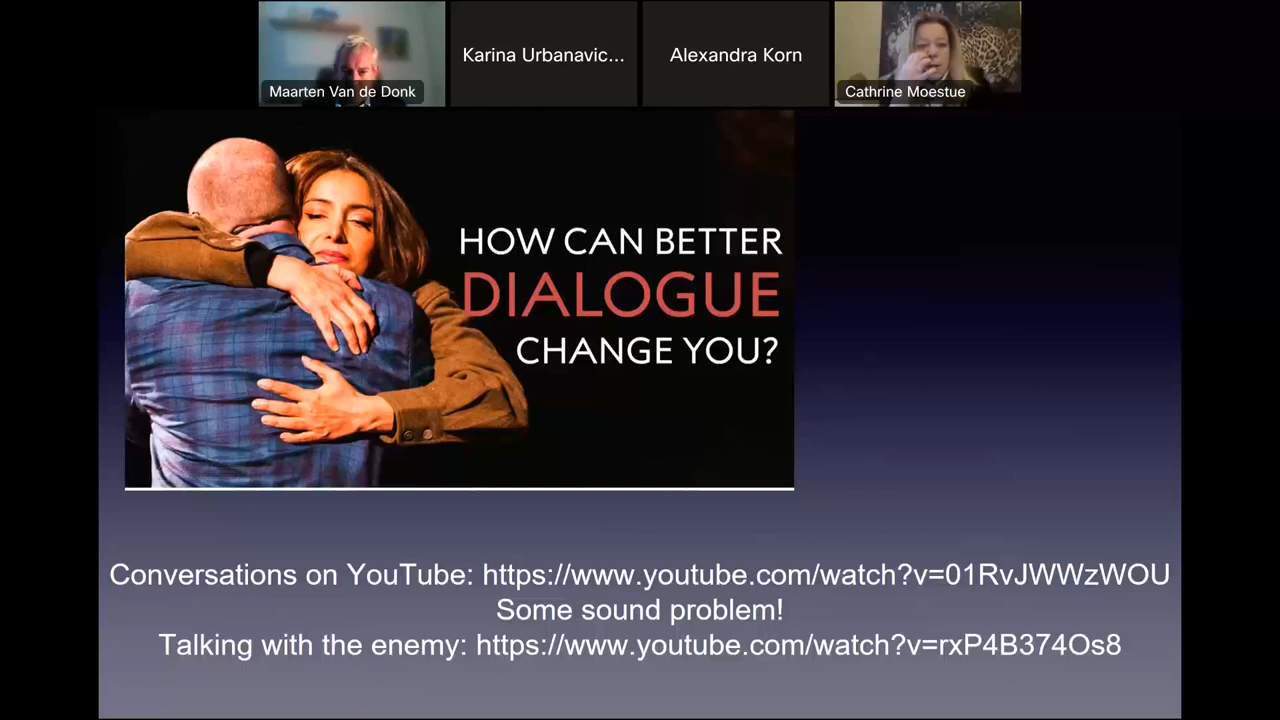 Maarten Van de Donk
Karina Urbanavic...
Alexandra Korn
Cathrine Moestue
HOW CAN BETTER
DIALOGUE
CHANGE YOU?
Conversations on YouTube: https://www.youtube.com/watch?v=01RvJWWzWOU
Some sound problem!
Talking with the enemy: https://www.youtube.com/watch?v=rxP4B374Os8